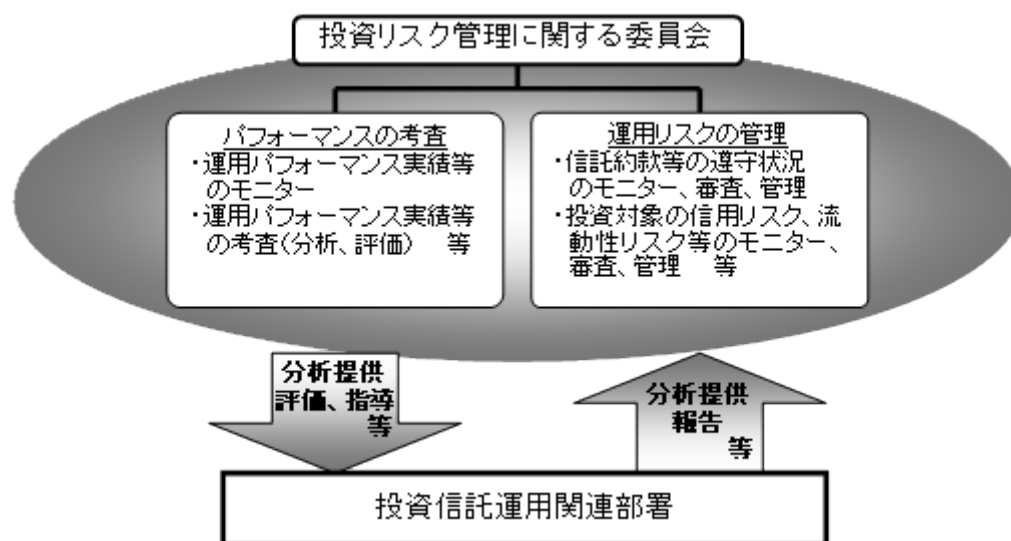 投資リスク管理に関する委員会
パフォーマンスの考査
・運用パフォーマンス実績等
のモニター
・運用パフォーマンス実績等
の考査(分析、評価) 等
運用リスクの管理
・信託約款等の遵守状況
のモニター、審査、管理
・投資対象の信用リスク、流
動性リスク等のモニター、
審査、管理 等
分析提供
評価、指導
等
分析提供
報告
等
投資信託運用関連部署